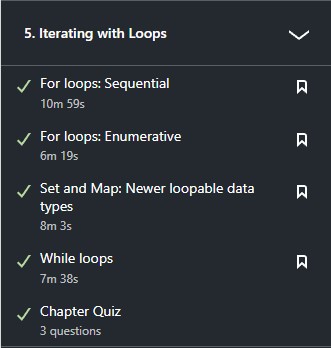 5. Iterating with Loops
For loops: Sequential
10m 59s
For loops: Enumerative
6m 19s
Set and Map: Newer loopable data
types
8m 3s
While loops
7m 38s
Chapter Quiz
3 questions